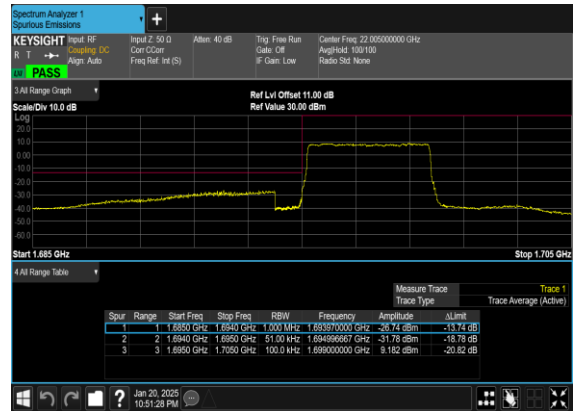 Spectrum Analyzer 1
Spurious Emissions
+
KEYSIGHT Input: RF Input Z: 50 Ω Atten: 40 dB Trig: Free Run Center Freq: 22.005000000 GHz
R T Coupling: DC Corr CCorr Gate: Off Avg|Hold: 100/100
Align: Auto Freq Ref: Int (S) IF Gain: Low Radio Std: None
PASS
3 All Range Graph
Ref Lvl Offset 11.00 dB
Scale/Div 10.0 dB Ref Value 30.00 dBm
Log
20.0
10.0
0.00
-10.0
-20.0
-30.0
-40.0
-50.0
-60.0
Start 1.685 GHz Stop 1.705 GHz
4 All Range Table
Measure Trace Trace 1
Trace Type Trace Average (Active)
Spur Range Start Freq Stop Freq RBW Frequency Amplitude ΔLimit
1 1 1.6850 GHz 1.6940 GHz 1.000 MHz 1.693970000 GHz -26.74 dBm -13.74 dB
2 2 1.6940 GHz 1.6950 GHz 51.00 kHz 1.694996667 GHz -31.78 dBm -18.78 dB
3 3 1.6950 GHz 1.7050 GHz 100.0 kHz 1.699000000 GHz 9.182 dBm -20.82 dB
?
Jan 20, 2025
10:51:28 PM